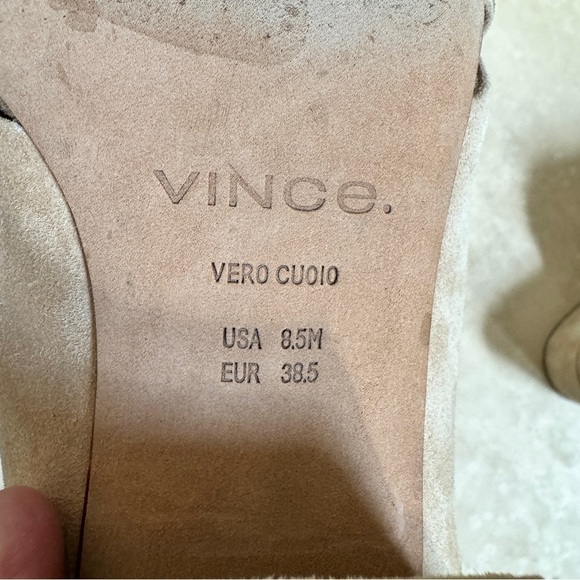 VINce.
VERO CUOIO
USA 8.5M
EUR 38.5